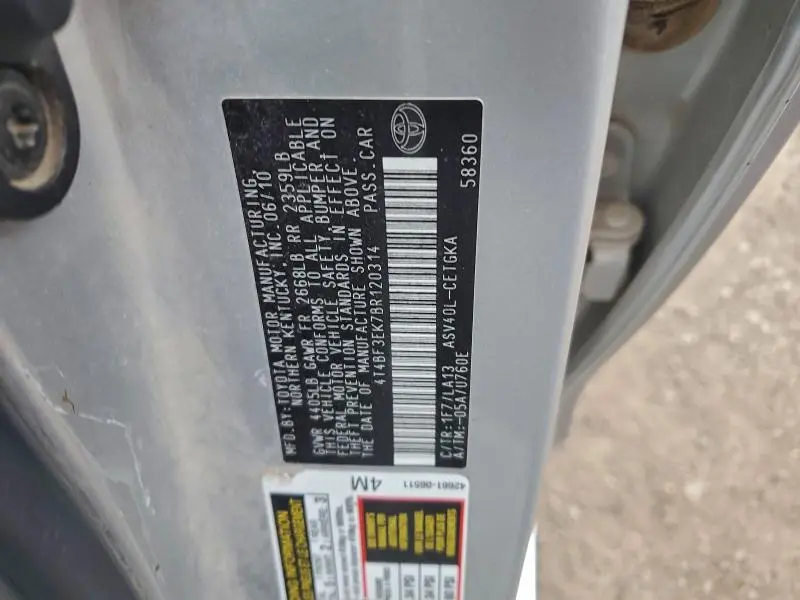 MFD.BY:TOYOTA MOTOR MANUFACTURING,
NORTHERN KENTUCKY, INC. 06/10
GVWR 4405LB GAWR FR 2668LB RR 2359LB
THIS VEHICLE CONFORMS TO ALL APPLICABLE
FEDERAL MOTOR VEHICLE SAFETY, BUMPER, AND
THEFT PREVENTION STANDARDS IN EFFECT ON
THE DATE OF MANUFACTURE SHOWN ABOVE.
4T4BF3EK7BR120314 PASS.CAR
C/TR:1F7/LA13 ASV40L-CETGKA
A/TM:-05A/U760E 58360
4M
42661-06511